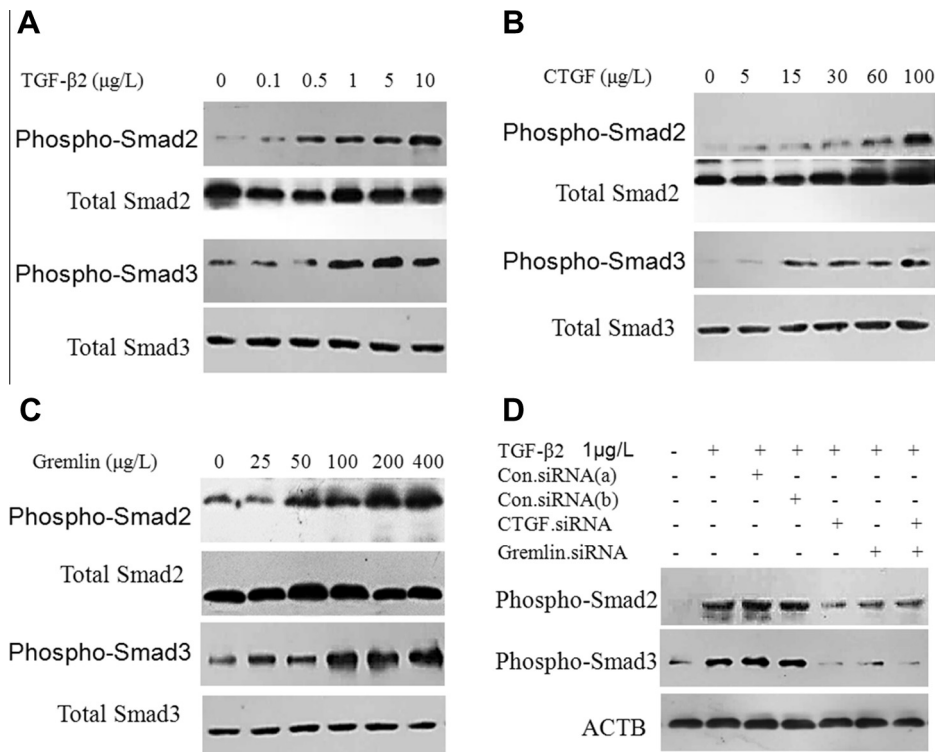 A
TGF-β2 (μg/L) 0 0.1 0.5 1 5 10
Phospho-Smad2
Total Smad2
Phospho-Smad3
Total Smad3
B
CTGF (μg/L) 0 5 15 30 60 100
Phospho-Smad2
Total Smad2
Phospho-Smad3
Total Smad3
C
Gremlin (μg/L) 0 25 50 100 200 400
Phospho-Smad2
Total Smad2
Phospho-Smad3
Total Smad3
D
TGF-β2 1μg/L - + + + + + +
Con.siRNA(a) - - + - - - -
Con.siRNA(b) - - - + - - -
CTGF.siRNA - - - - + - +
Gremlin.siRNA - - - - - + +
Phospho-Smad2
Phospho-Smad3
ACTB